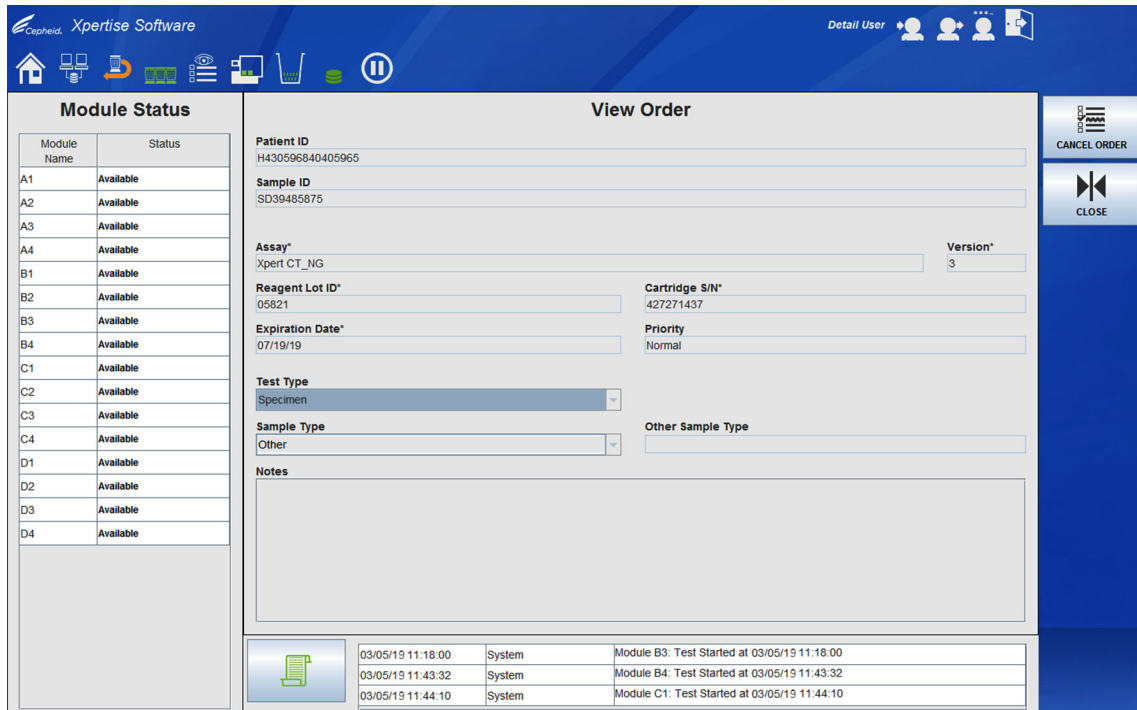 Cepheid. Xpertise Software
Detail User
Module Status
Module Name Status
A1 Available
A2 Available
A3 Available
A4 Available
B1 Available
B2 Available
B3 Available
B4 Available
C1 Available
C2 Available
C3 Available
C4 Available
D1 Available
D2 Available
D3 Available
D4 Available
View Order
Patient ID
H430596840405965
Sample ID
SD39485875
Assay* Version*
Xpert CT_NG 3
Reagent Lot ID* Cartridge S/N*
05821 427271437
Expiration Date* Priority
07/19/19 Normal
Test Type
Specimen
Sample Type Other Sample Type
Other
Notes
03/05/19 11:18:00 System Module B3: Test Started at 03/05/19 11:18:00
03/05/19 11:43:32 System Module B4: Test Started at 03/05/19 11:43:32
03/05/19 11:44:10 System Module C1: Test Started at 03/05/19 11:44:10
CANCEL ORDER
CLOSE